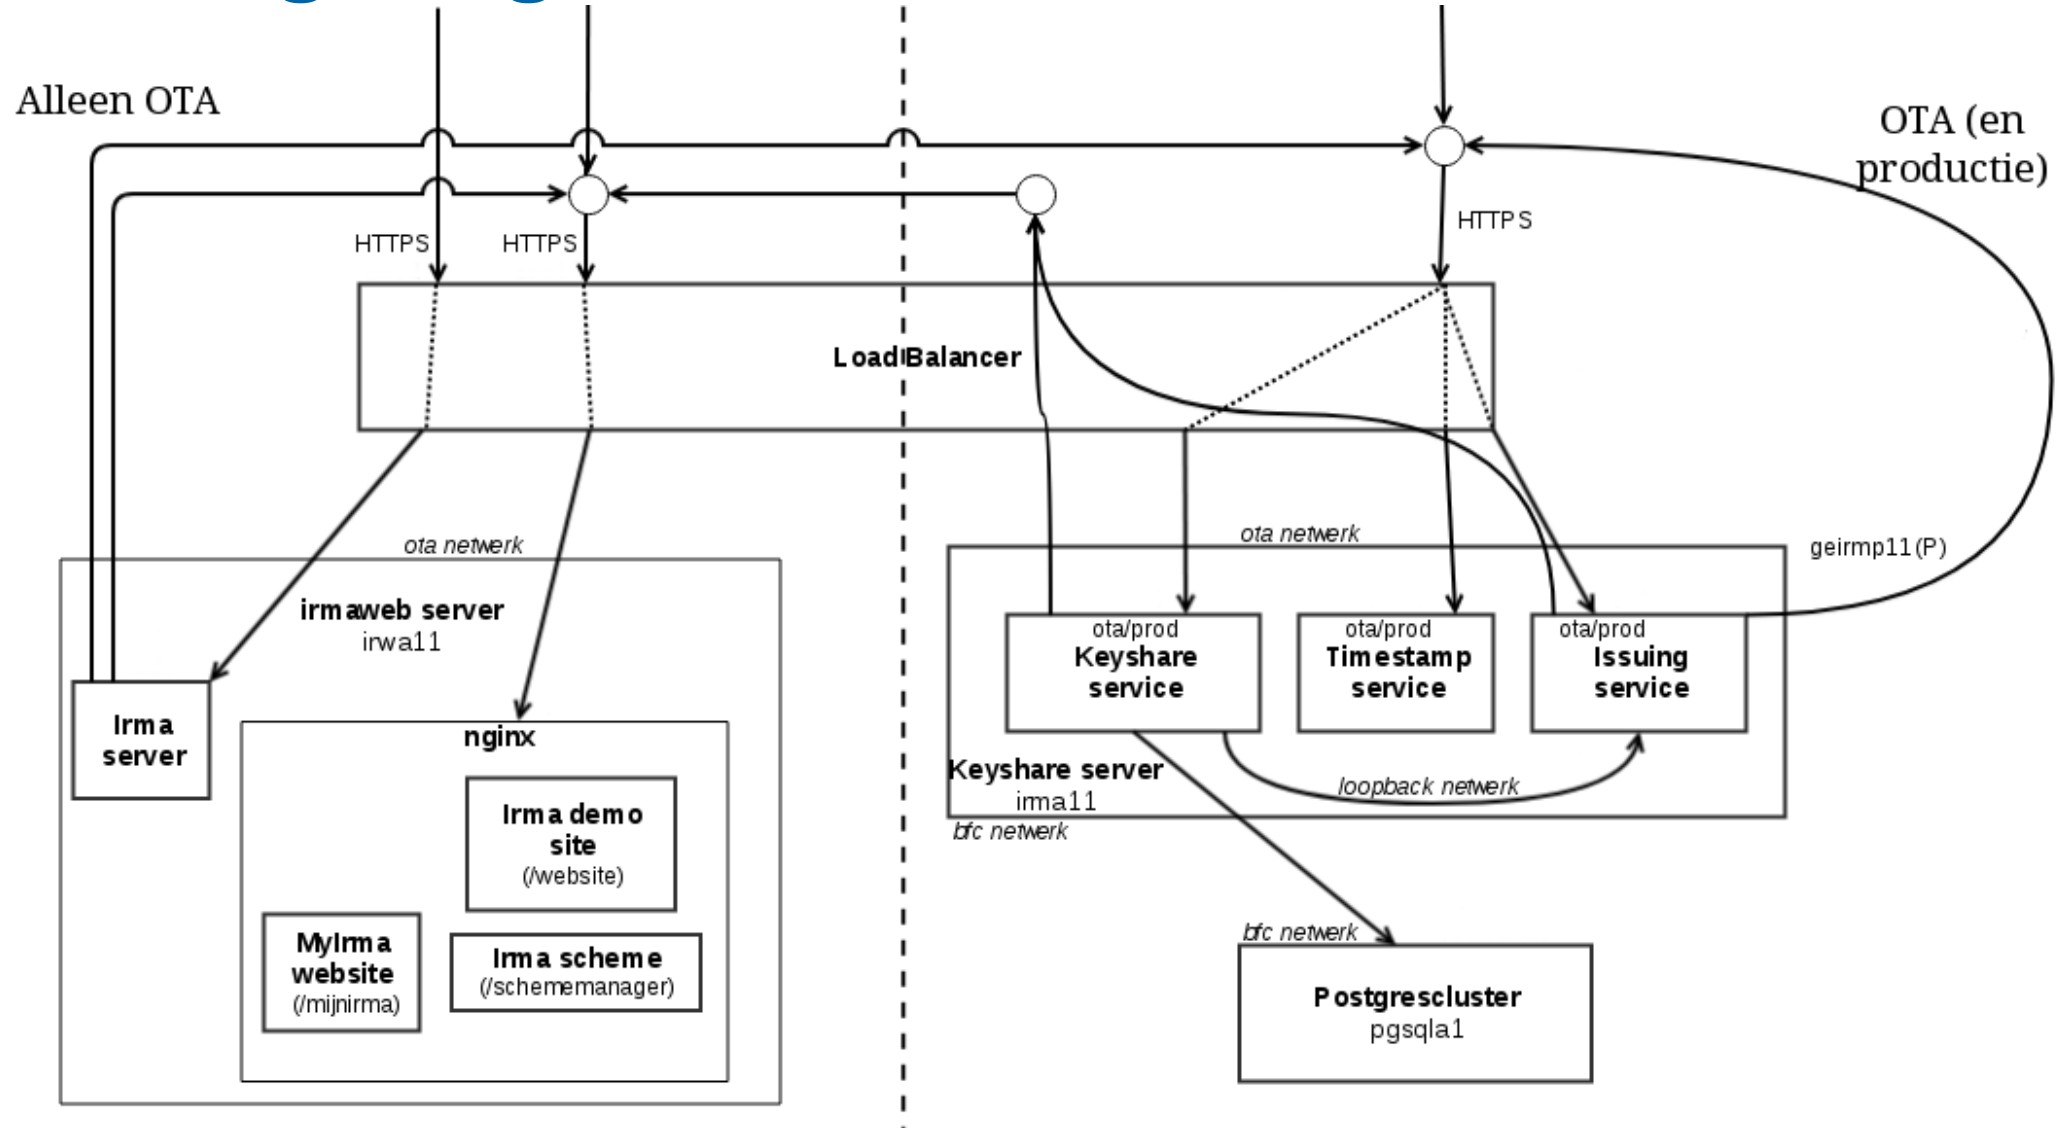 Alleen OTA
OTA (en
productie)
HTTPS
HTTPS
HTTPS
Load Balancer
ota netwerk
ota netwerk
geirmp11(P)
irmaweb server
irwa11
ota/prod
Keyshare
service
ota/prod
Timestamp
service
ota/prod
Issuing
service
Irma
server
nginx
Keyshare server
irma11
loopback netwerk
bfc netwerk
Irma demo
site
(/website)
MyIrma
website
(/mijnirma)
Irma scheme
(/schememanager)
bfc netwerk
Postgrescluster
pgsqla1